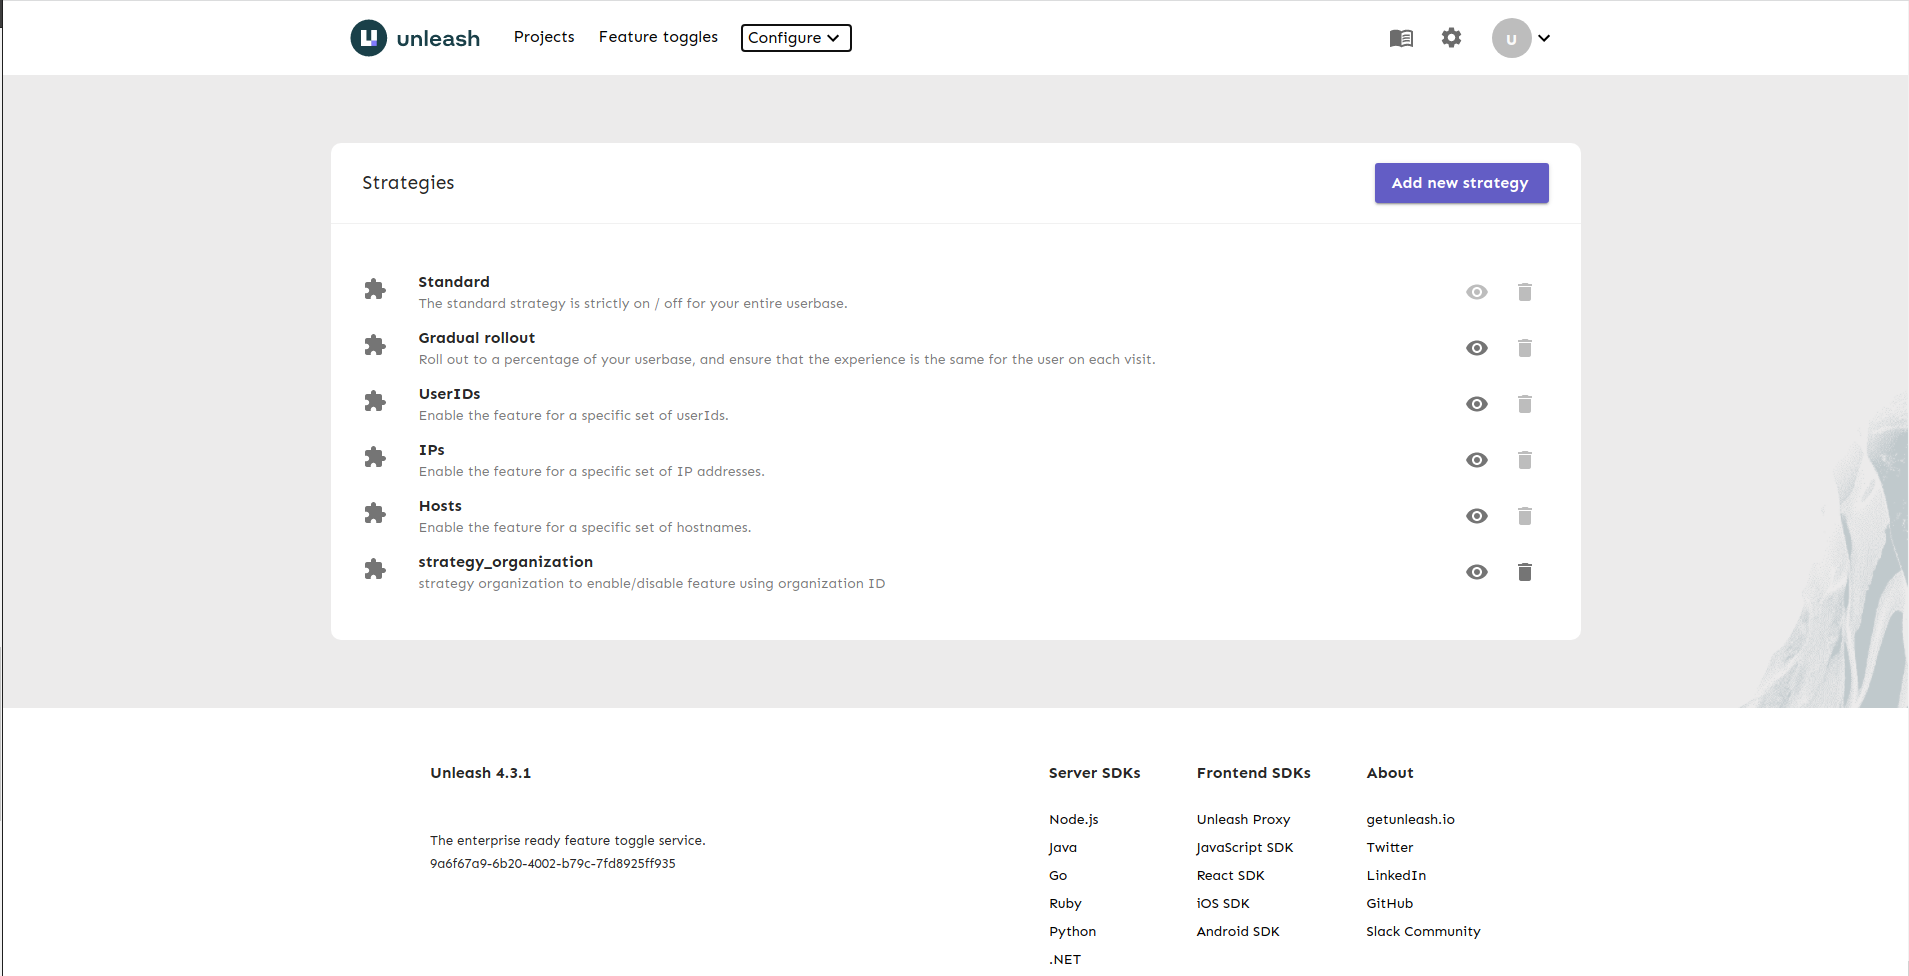 unleash
Projects
Feature toggles
Configure
u
Strategies
Add new strategy
Standard
The standard strategy is strictly on / off for your entire userbase.
Gradual rollout
Roll out to a percentage of your userbase, and ensure that the experience is the same for the user on each visit.
UserIDs
Enable the feature for a specific set of userIds.
IPs
Enable the feature for a specific set of IP addresses.
Hosts
Enable the feature for a specific set of hostnames.
strategy_organization
strategy organization to enable/disable feature using organization ID
Unleash 4.3.1
The enterprise ready feature toggle service.
9a6f67a9-6b20-4002-b79c-7fd8925ff935
Server SDKs
Node.js
Java
Go
Ruby
Python
.NET
Frontend SDKs
Unleash Proxy
JavaScript SDK
React SDK
iOS SDK
Android SDK
About
getunleash.io
Twitter
LinkedIn
GitHub
Slack Community